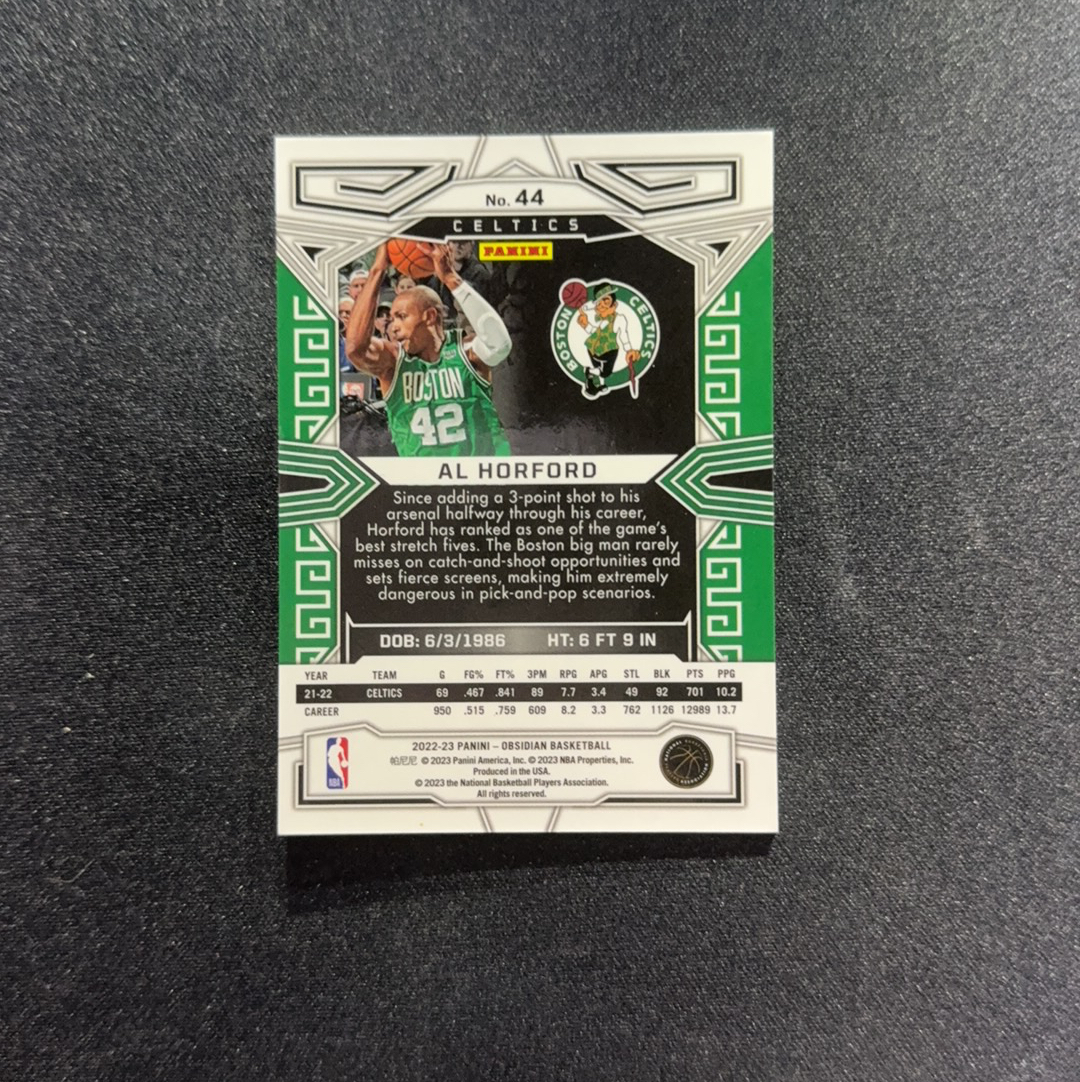 No. 44
CELTICS
PANINI
BOSTON CELTICS
BOSTON
42
AL HORFORD
Since adding a 3-point shot to his
arsenal halfway through his career,
Horford has ranked as one of the game's
best stretch fives. The Boston big man rarely
misses on catch-and-shoot opportunities and
sets fierce screens, making him extremely
dangerous in pick-and-pop scenarios.
DOB: 6/3/1986 HT: 6 FT 9 IN
YEAR TEAM G FG% FT% 3PM RPG APG STL BLK PTS PPG
21-22 CELTICS 69 .467 .841 89 7.7 3.4 49 92 701 10.2
CAREER 950 .515 .759 609 8.2 3.3 762 1126 12989 13.7
2022-23 PANINI – OBSIDIAN BASKETBALL
帕尼尼 © 2023 Panini America, Inc. © 2023 NBA Properties, Inc.
Produced in the USA.
© 2023 the National Basketball Players Association.
All rights reserved.
NBA